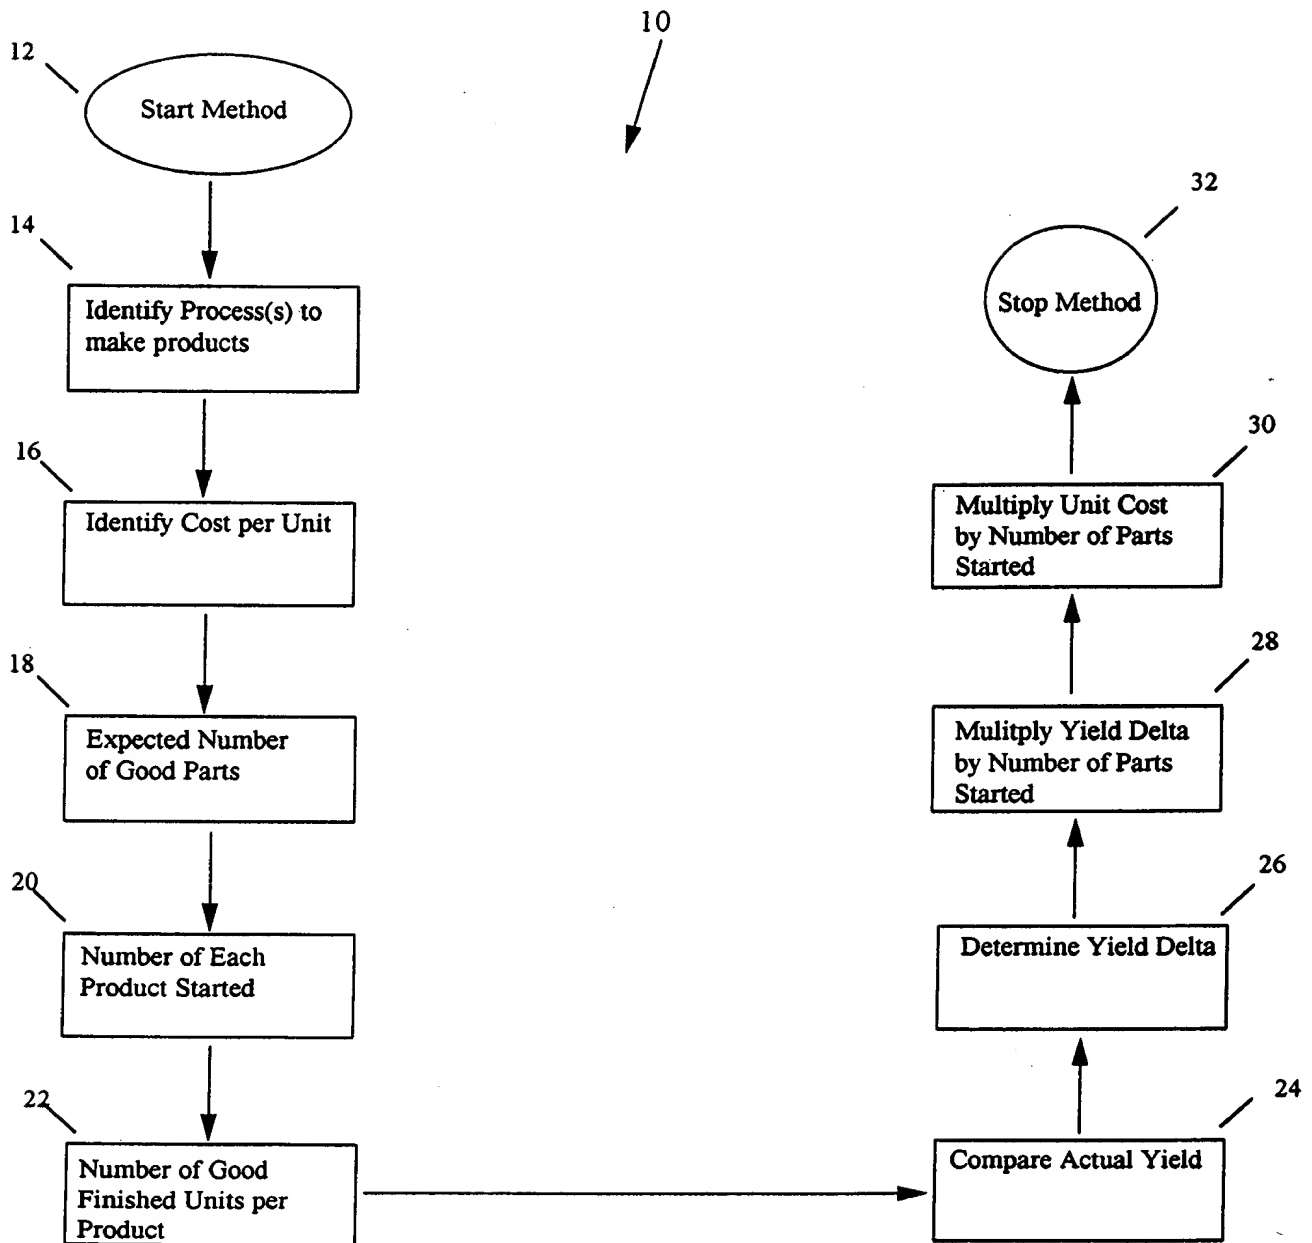 10
12
Start Method
14
Identify Process(s) to
make products
16
Identify Cost per Unit
18
Expected Number
of Good Parts
20
Number of Each
Product Started
22
Number of Good
Finished Units per
Product
24
Compare Actual Yield
26
Determine Yield Delta
28
Mulitply Yield Delta
by Number of Parts
Started
30
Multiply Unit Cost
by Number of Parts
Started
32
Stop Method